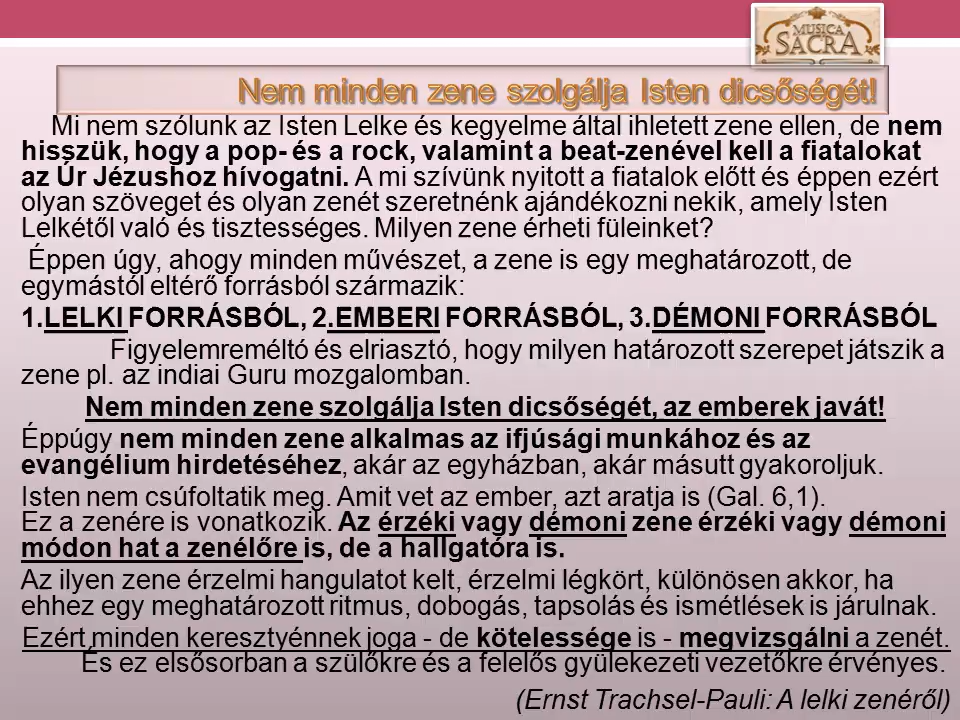 MUSICA
SACRA
Nem minden zene szolgálja Isten dicsőségét!
Mi nem szólunk az Isten Lelke és kegyelme által ihletett zene ellen, de nem
hisszük, hogy a pop- és a rock, valamint a beat-zenével kell a fiatalokat
az Úr Jézushoz hívogatni. A mi szívünk nyitott a fiatalok előtt és éppen ezért
olyan szöveget és olyan zenét szeretnénk ajándékozni nekik, amely Isten
Lelkétől való és tisztességes. Milyen zene érheti füleinket?
Éppen úgy, ahogy minden művészet, a zene is egy meghatározott, de
egymástól eltérő forrásból származik:
1.LELKI FORRÁSBÓL, 2.EMBERI FORRÁSBÓL, 3.DÉMONI FORRÁSBÓL
Figyelemreméltó és elriasztó, hogy milyen határozott szerepet játszik a
zene pl. az indiai Guru mozgalomban.
Nem minden zene szolgálja Isten dicsőségét, az emberek javát!
Éppúgy nem minden zene alkalmas az ifjúsági munkához és az
evangélium hirdetéséhez, akár az egyházban, akár másutt gyakoroljuk.
Isten nem csúfoltatik meg. Amit vet az ember, azt aratja is (Gal. 6,1).
Ez a zenére is vonatkozik. Az érzéki vagy démoni zene érzéki vagy démoni
módon hat a zenélőre is, de a hallgatóra is.
Az ilyen zene érzelmi hangulatot kelt, érzelmi légkört, különösen akkor, ha
ehhez egy meghatározott ritmus, dobogás, tapsolás és ismétlések is járulnak.
Ezért minden keresztyénnek joga - de kötelessége is - megvizsgálni a zenét.
És ez elsősorban a szülőkre és a felelős gyülekezeti vezetőkre érvényes.
(Ernst Trachsel-Pauli: A lelki zenéről)